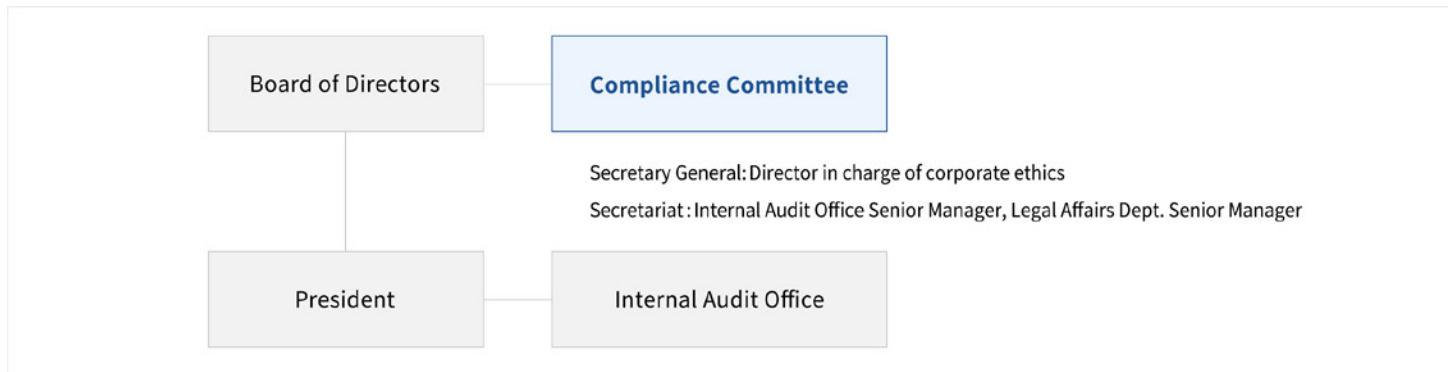 Board of Directors
Compliance Committee
Secretary General: Director in charge of corporate ethics
Secretariat : Internal Audit Office Senior Manager, Legal Affairs Dept. Senior Manager
President
Internal Audit Office